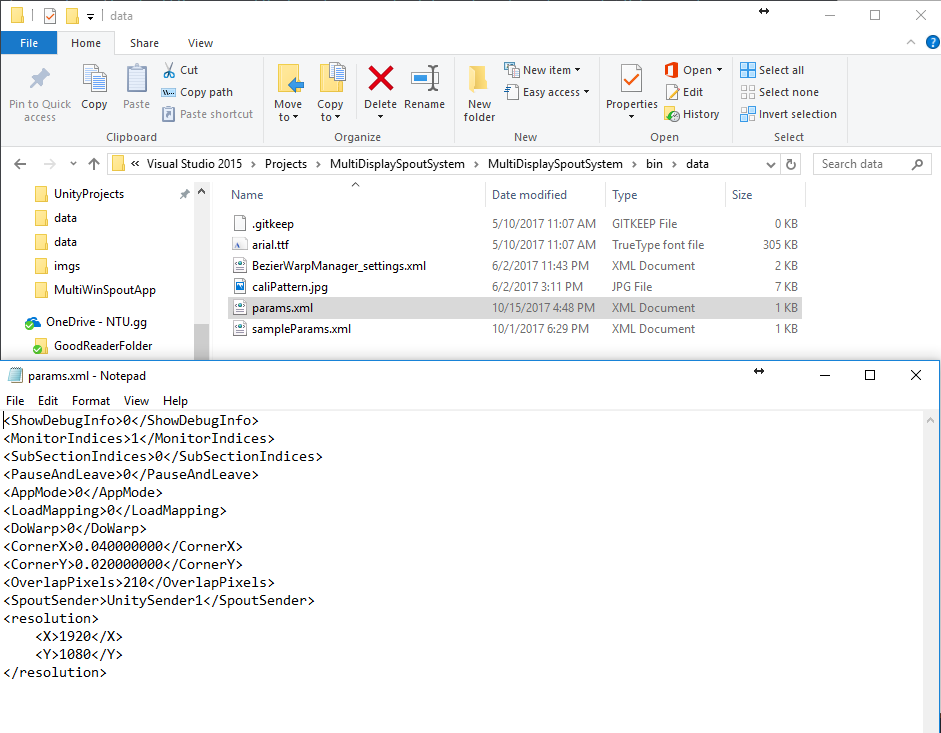 data
File Home Share View
Pin to Quick access
Copy
Paste
Cut
Copy path
Paste shortcut
Clipboard
Move to
Copy to
Delete
Rename
Organize
New folder
New item
Easy access
New
Properties
Open
Edit
History
Open
Select all
Select none
Invert selection
Select
« Visual Studio 2015 › Projects › MultiDisplaySpoutSystem › MultiDisplaySpoutSystem › bin › data
Search data
UnityProjects
data
data
imgs
MultiWinSpoutApp
OneDrive - NTU.gg
GoodReaderFolder
Name Date modified Type Size
.gitkeep 5/10/2017 11:07 AM GITKEEP File 0 KB
arial.ttf 5/10/2017 11:07 AM TrueType font file 305 KB
BezierWarpManager_settings.xml 6/2/2017 11:43 PM XML Document 2 KB
caliPattern.jpg 6/2/2017 3:11 PM JPG File 7 KB
params.xml 10/15/2017 4:48 PM XML Document 1 KB
sampleParams.xml 10/1/2017 6:29 PM XML Document 1 KB
params.xml - Notepad
File Edit Format View Help
<ShowDebugInfo>0</ShowDebugInfo>
<MonitorIndices>1</MonitorIndices>
<SubSectionIndices>0</SubSectionIndices>
<PauseAndLeave>0</PauseAndLeave>
<AppMode>0</AppMode>
<LoadMapping>0</LoadMapping>
<DoWarp>0</DoWarp>
<CornerX>0.040000000</CornerX>
<CornerY>0.020000000</CornerY>
<OverlapPixels>210</OverlapPixels>
<SpoutSender>UnitySender1</SpoutSender>
<resolution>
    <X>1920</X>
    <Y>1080</Y>
</resolution>